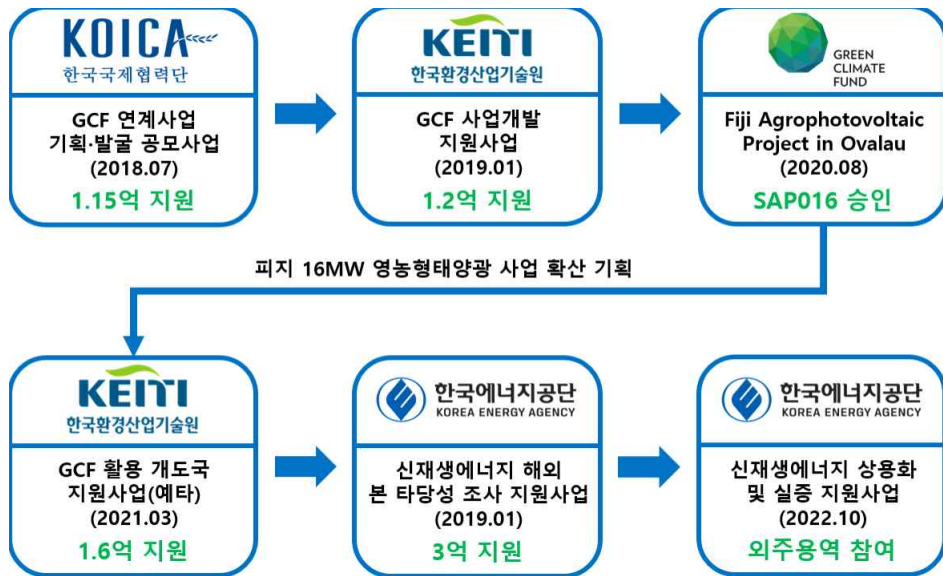 KOICA
한국국제협력단
GCF 연계사업
기획·발굴 공모사업
(2018.07)
1.15억 지원
KEITI
한국환경산업기술원
GCF 사업개발
지원사업
(2019.01)
1.2억 지원
GREEN
CLIMATE
FUND
Fiji Agrophotovoltaic
Project in Ovalau
(2020.08)
SAP016 승인
피지 16MW 영농형태양광 사업 확산 기획
KEITI
한국환경산업기술원
GCF 활용 개도국
지원사업(예타)
(2021.03)
1.6억 지원
한국에너지공단
KOREA ENERGY AGENCY
신재생에너지 해외
본 타당성 조사 지원사업
(2019.01)
3억 지원
한국에너지공단
KOREA ENERGY AGENCY
신재생에너지 상용화
및 실증 지원사업
(2022.10)
외주용역 참여